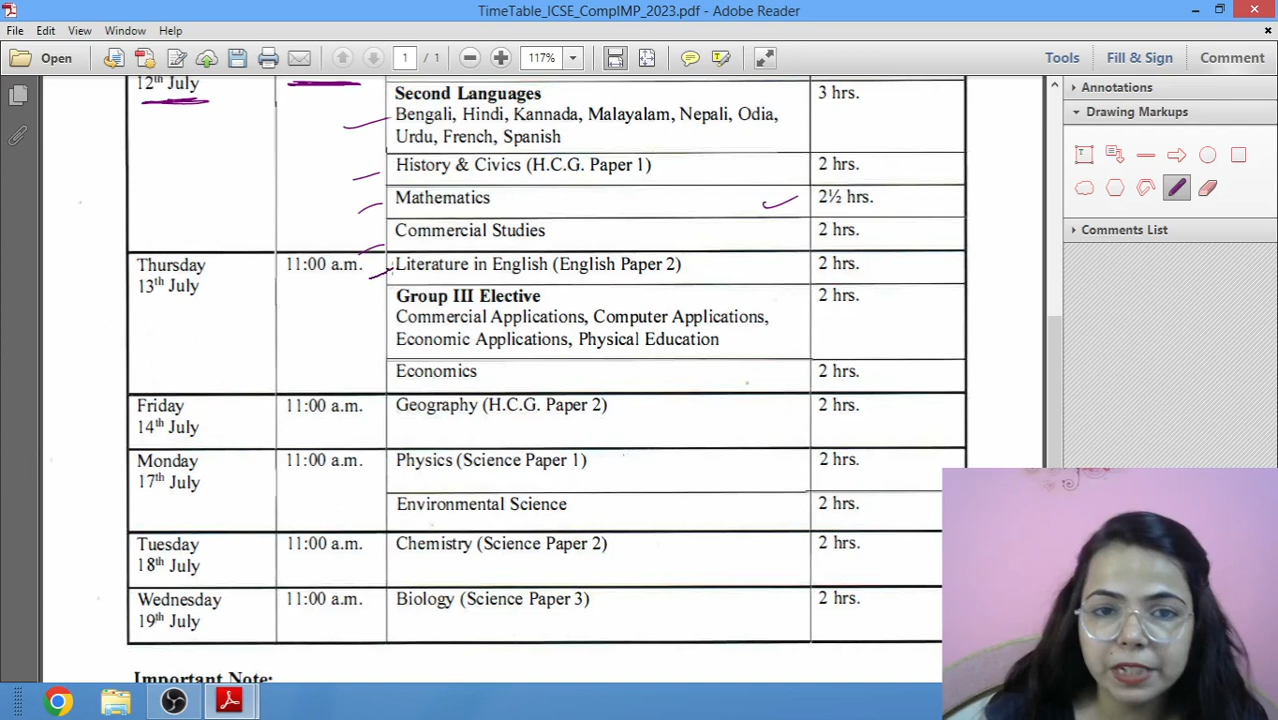 TimeTable_ICSE_CompIMP_2023.pdf - Adobe Reader
File Edit View Window Help
Open 1 / 1 117% Tools Fill & Sign Comment
Annotations
Drawing Markups
Comments List
12th July
Second Languages 3 hrs.
Bengali, Hindi, Kannada, Malayalam, Nepali, Odia,
Urdu, French, Spanish
History & Civics (H.C.G. Paper 1) 2 hrs.
Mathematics 2½ hrs.
Commercial Studies 2 hrs.
Thursday 11:00 a.m. Literature in English (English Paper 2) 2 hrs.
13th July
Group III Elective 2 hrs.
Commercial Applications, Computer Applications,
Economic Applications, Physical Education
Economics 2 hrs.
Friday 11:00 a.m. Geography (H.C.G. Paper 2) 2 hrs.
14th July
Monday 11:00 a.m. Physics (Science Paper 1) 2 hrs.
17th July
Environmental Science 2 hrs.
Tuesday 11:00 a.m. Chemistry (Science Paper 2) 2 hrs.
18th July
Wednesday 11:00 a.m. Biology (Science Paper 3) 2 hrs.
19th July
Important Note: